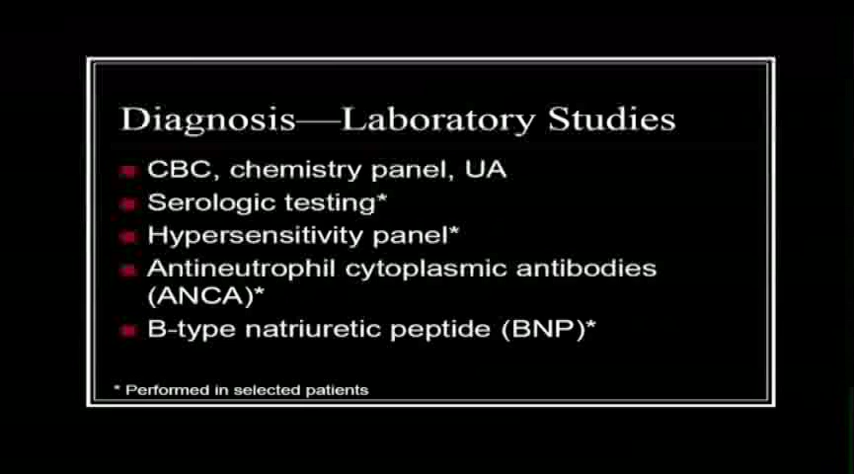 Diagnosis—Laboratory Studies
CBC, chemistry panel, UA
Serologic testing*
Hypersensitivity panel*
Antineutrophil cytoplasmic antibodies
(ANCA)*
B-type natriuretic peptide (BNP)*
* Performed in selected patients